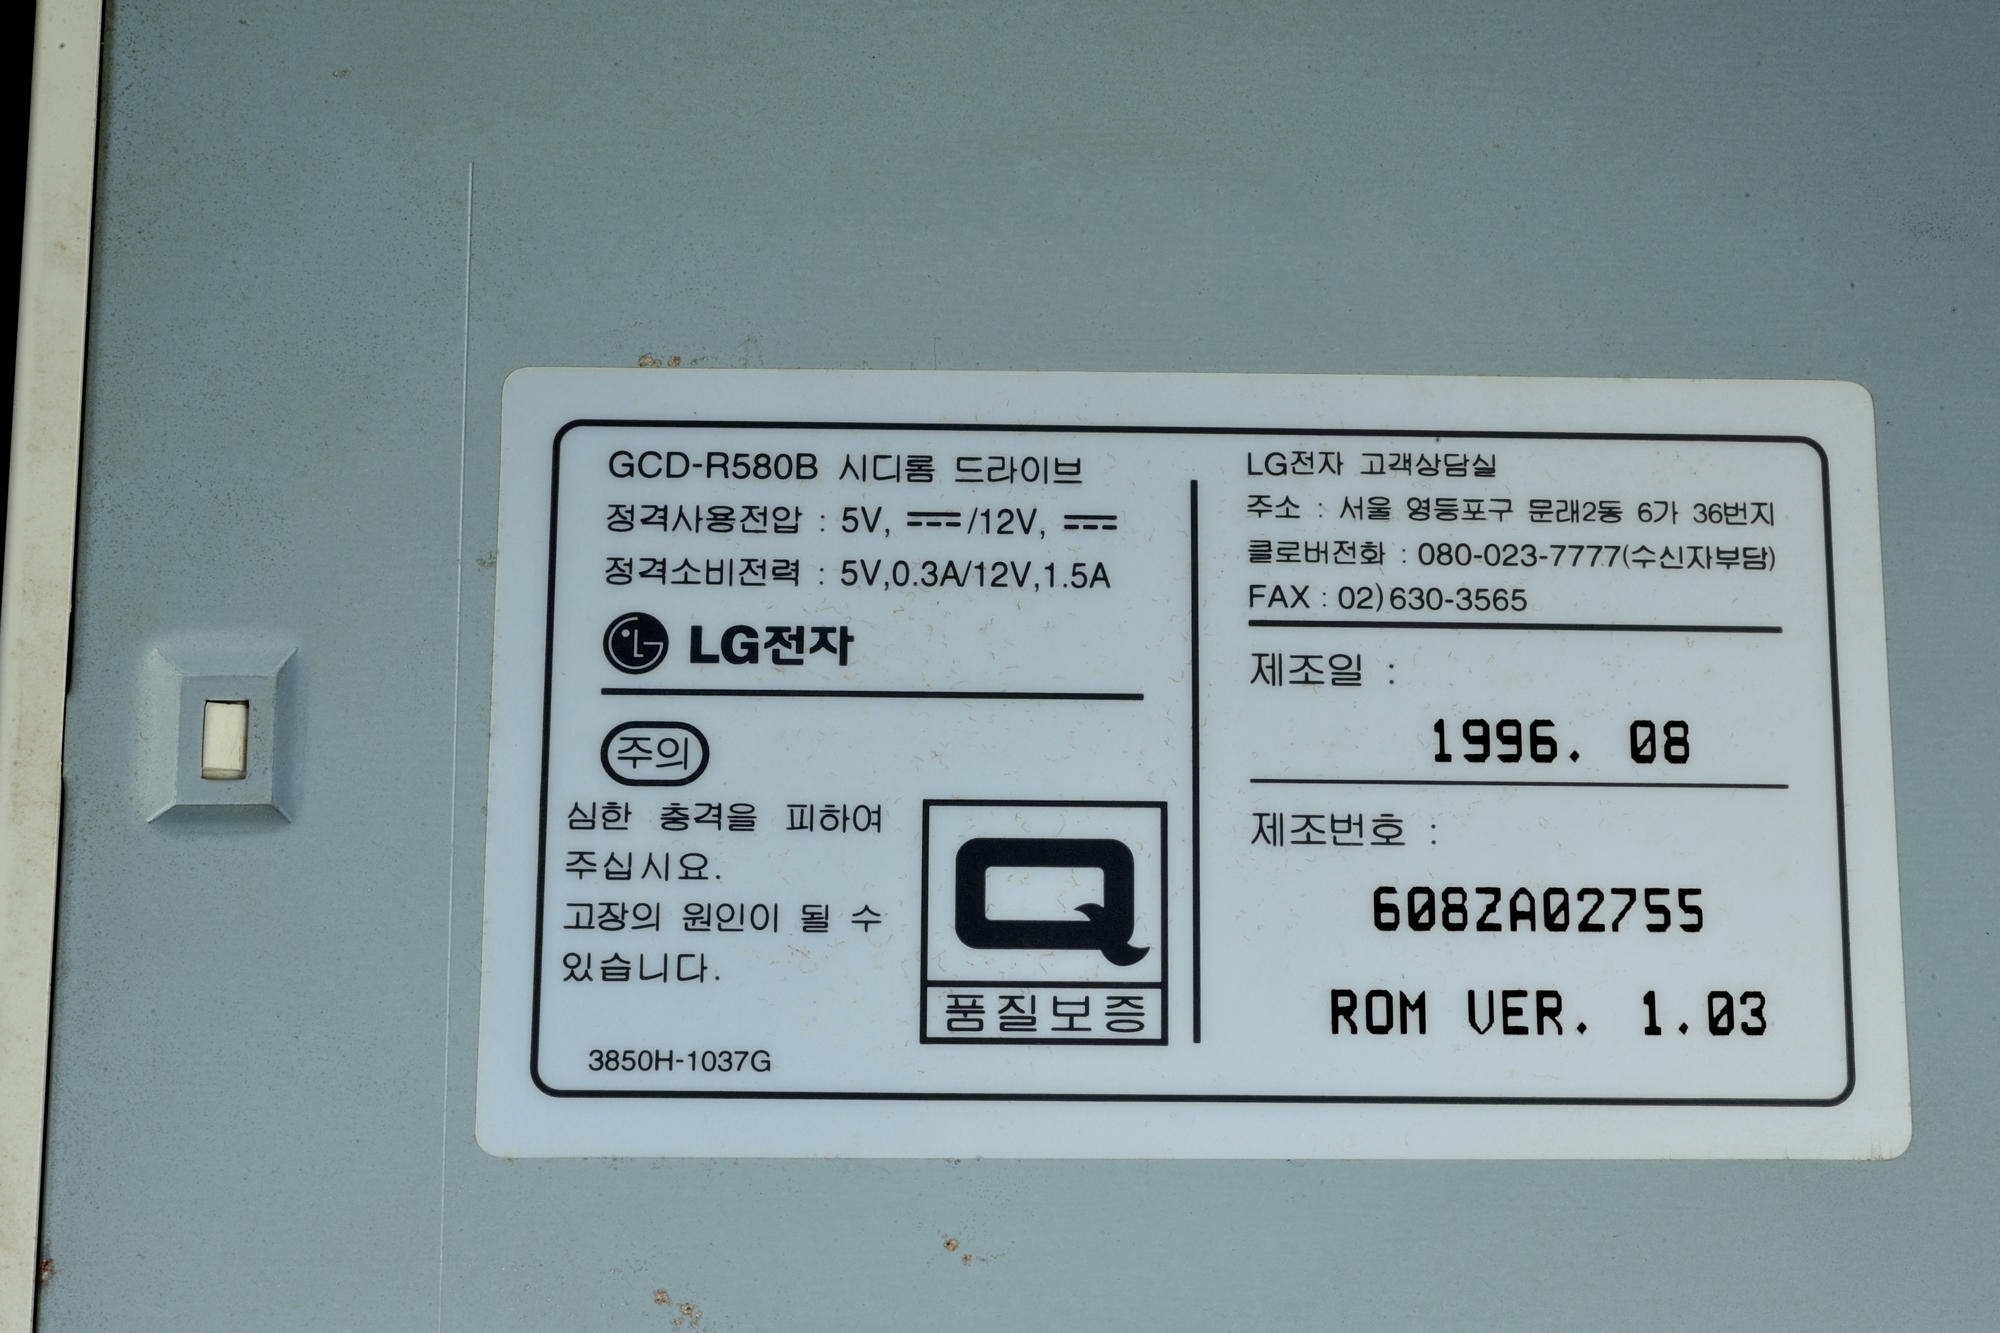 GCD-R580B 시디롬 드라이브
정격사용전압 : 5V, ⎓/12V, ⎓
정격소비전력 : 5V,0.3A/12V,1.5A
LG전자
주의
심한 충격을 피하여
주십시요.
고장의 원인이 될 수
있습니다.
Q
품질보증
3850H-1037G
LG전자 고객상담실
주소 : 서울 영등포구 문래2동 6가 36번지
클로버전화 : 080-023-7777(수신자부담)
FAX : 02)630-3565
제조일 :
1996. 08
제조번호 :
608ZA02755
ROM VER. 1.03